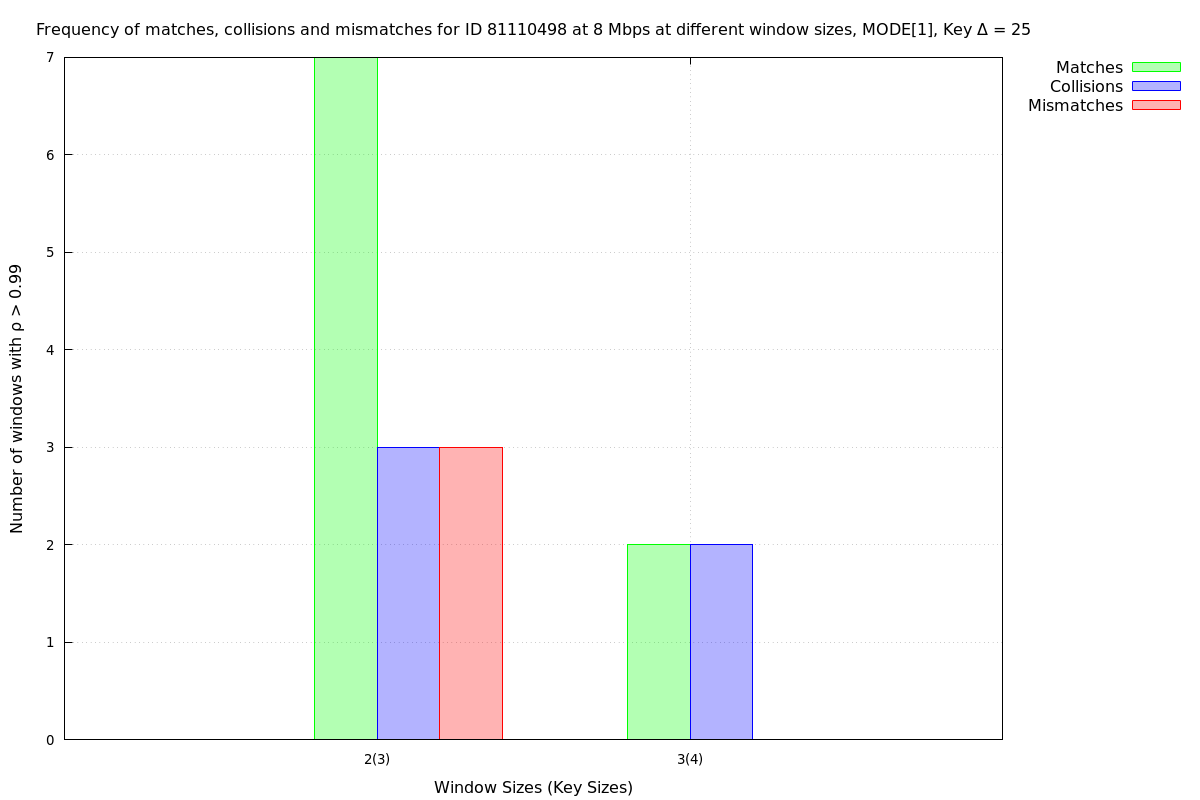 Frequency of matches, collisions and mismatches for ID 81110498 at 8 Mbps at different window sizes, MODE[1], Key Δ = 25
Matches
Collisions
Mismatches
Number of windows with ρ > 0.99
7
6
5
4
3
2
1
0
2(3)
3(4)
Window Sizes (Key Sizes)